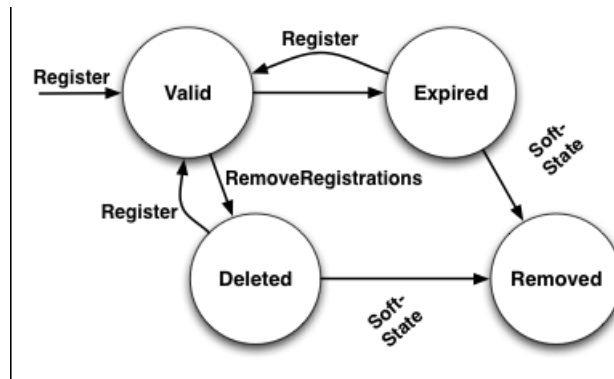 Register
Register
Valid
Expired
Soft-
State
RemoveRegistrations
Register
Deleted
Removed
Soft-
State